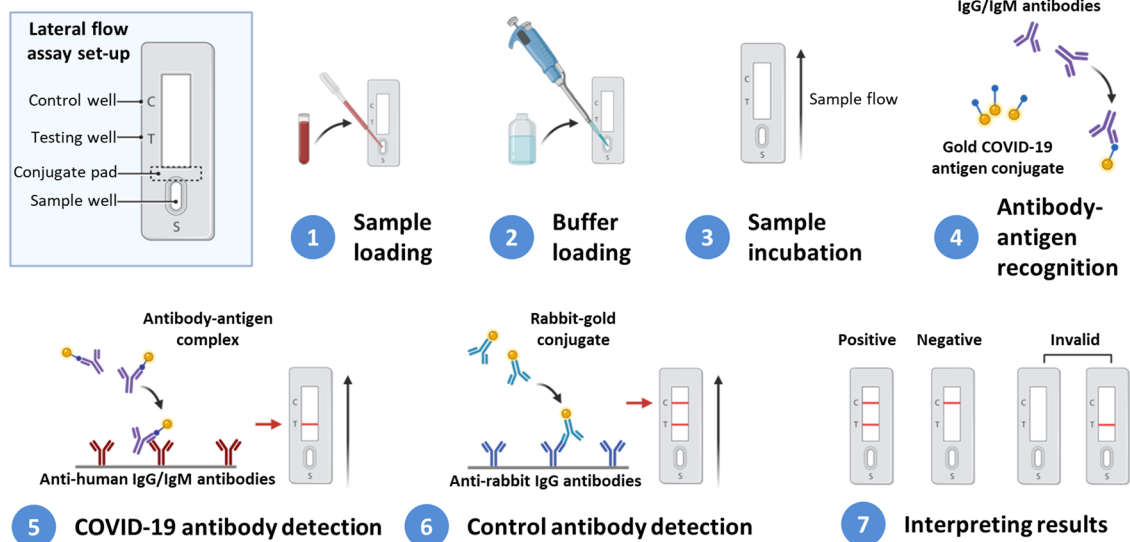 Lateral flow
assay set-up
Control well
C
Testing well
T
Conjugate pad
Sample well
S
C
T
S
1
Sample
loading
C
T
S
2
Buffer
loading
C
T
S
Sample flow
3
Sample
incubation
IgG/IgM antibodies
Gold COVID-19
antigen conjugate
4
Antibody-
antigen
recognition
Antibody-antigen
complex
C
T
S
Anti-human IgG/IgM antibodies
5
COVID-19 antibody detection
Rabbit-gold
conjugate
C
T
S
Anti-rabbit IgG antibodies
6
Control antibody detection
Positive
Negative
Invalid
C
T
S
C
T
S
C
T
S
C
T
S
7
Interpreting results